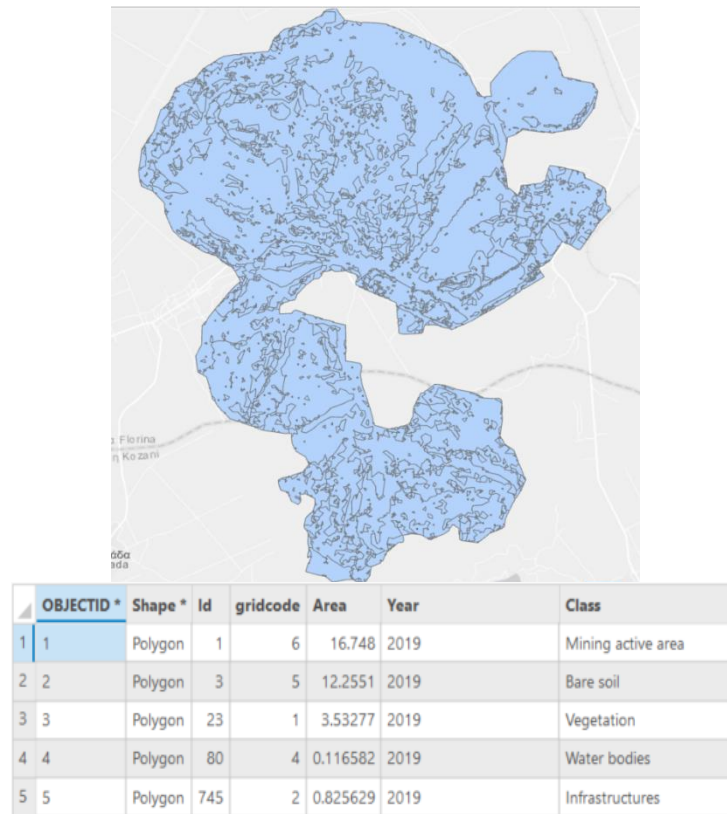 Florina
η Kozani
άδα
ada
OBJECTID * Shape * Id gridcode Area Year Class
1 1 Polygon 1 6 16.748 2019 Mining active area
2 2 Polygon 3 5 12.2551 2019 Bare soil
3 3 Polygon 23 1 3.53277 2019 Vegetation
4 4 Polygon 80 4 0.116582 2019 Water bodies
5 5 Polygon 745 2 0.825629 2019 Infrastructures